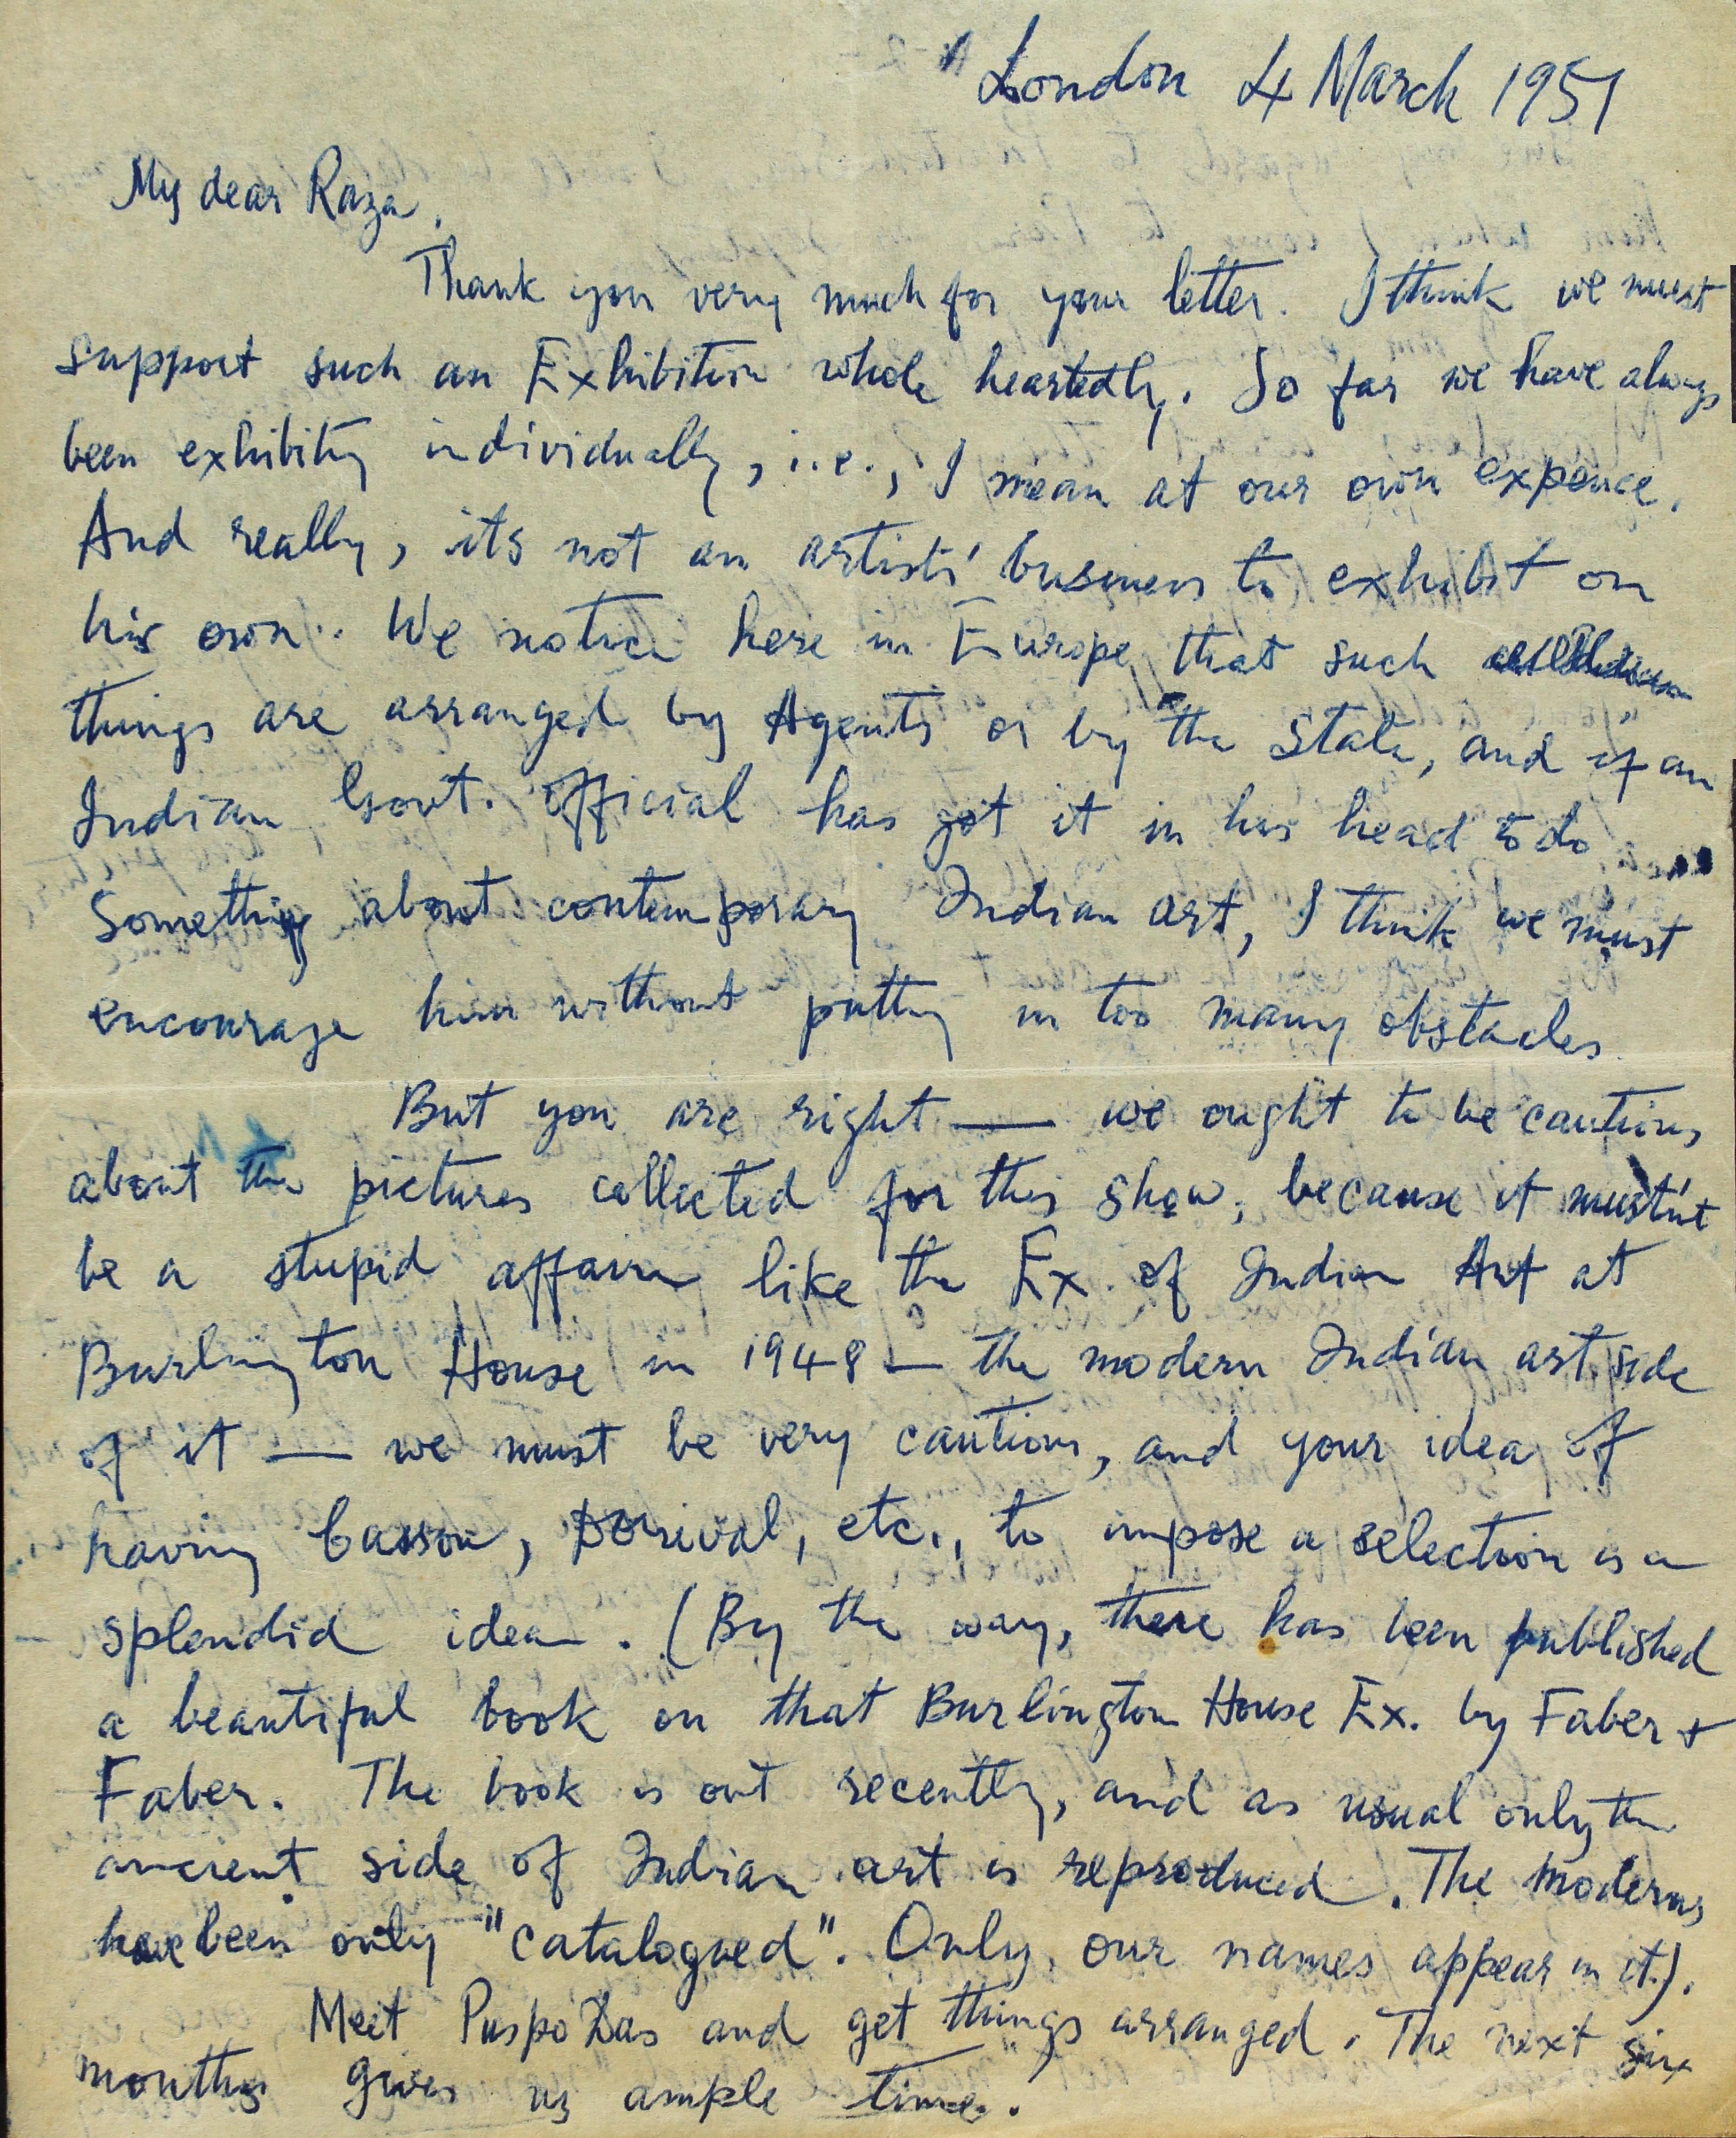 London 4 March 1951
My dear Raza,
Thank you very much for your letter. I think we must
support such an Exhibition whole heartedly. So far we have always
been exhibiting individually, i.e., I mean at our own expence.
And really, its not an artists' business to exhibit on
his own. We notice here in Europe that such
things are arranged by Agents or by the State, and if an
Indian Govt. Official has got it in his head to do
Something about contemporary Indian art, I think we must
encourage him without putting in too many obstacles
But you are right — we ought to be cautious
about the pictures collected for this show, because it must'nt
be a stupid affair like the Ex. of Indian Art at
Burlington House in 1948 — the modern Indian art side
of it — we must be very cautious, and your idea of
having Cassou, Dorival, etc., to impose a selection is a
splendid idea. (By the way, there has been published
a beautiful book on that Burlington House Ex. by Faber &
Faber. The book is out recently, and as usual only the
ancient side of Indian art is reproduced. The moderns
have been only "catalogued". Only our names appear in it).
Meet Puspo Das and get things arranged. The next six
months gives us ample time.